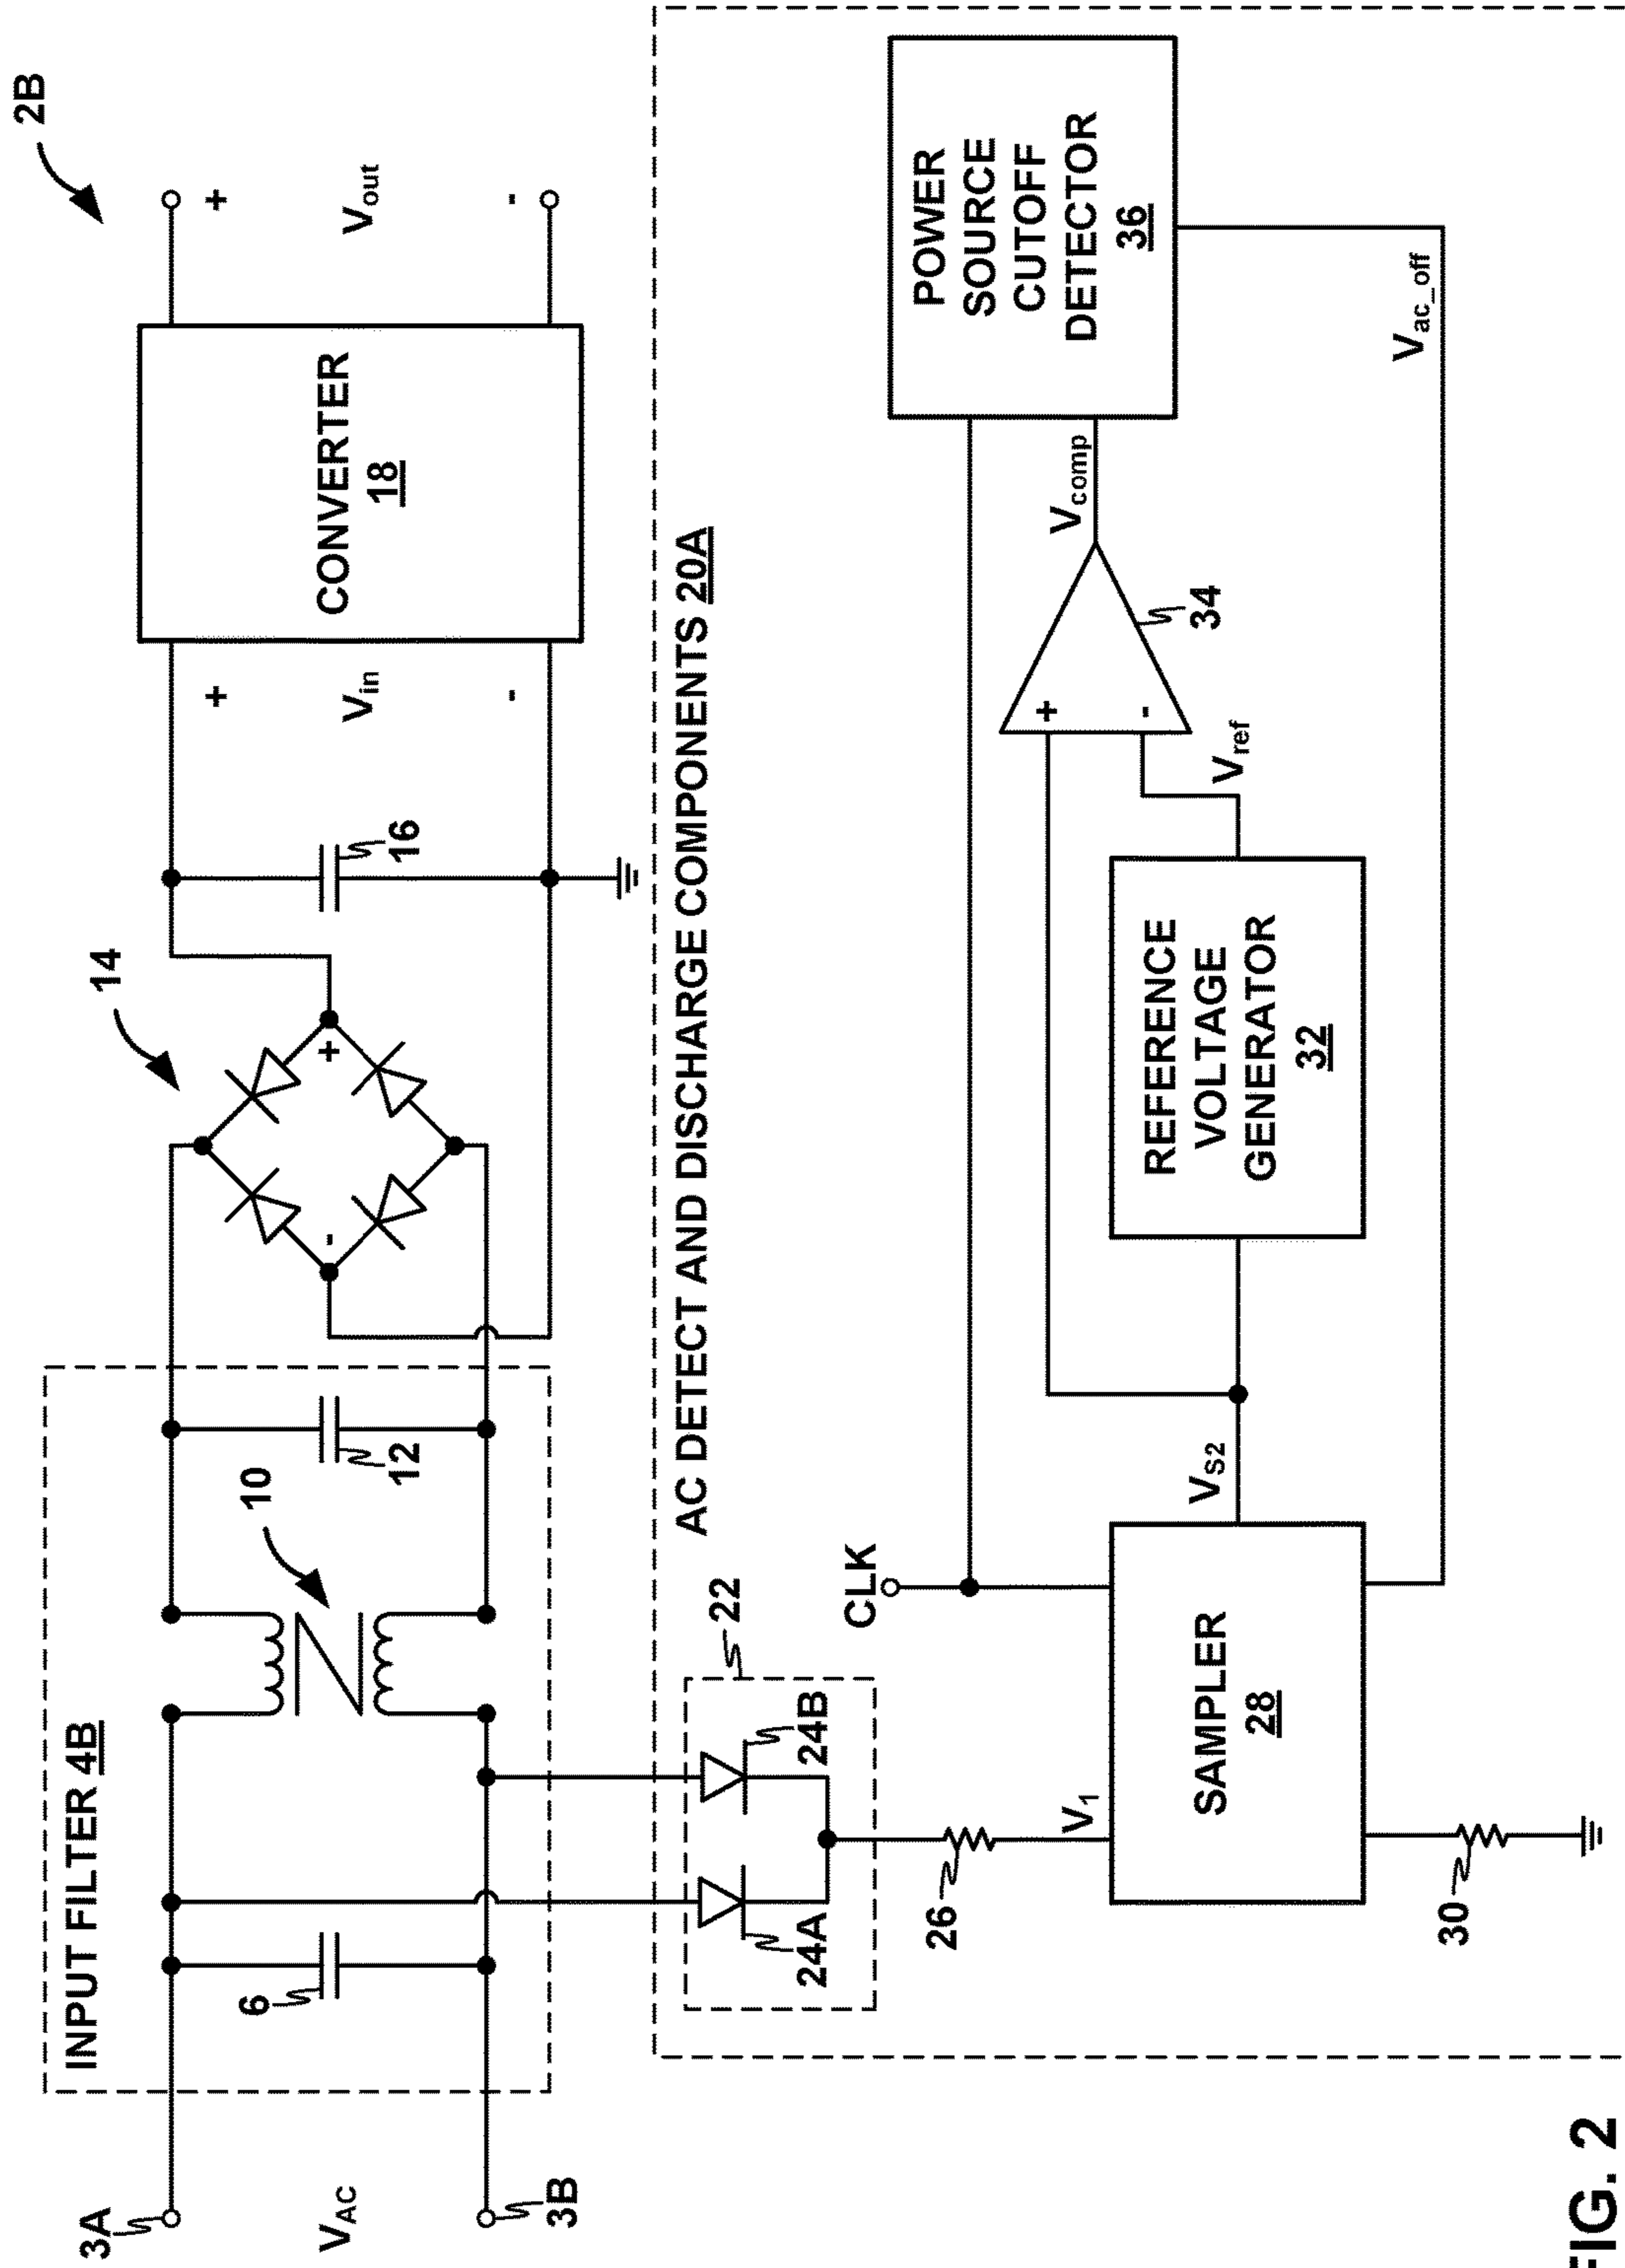 2B
INPUT FILTER 4B
3A
VAC
3B
6
10
12
14
+
-
16
+
Vin
-
CONVERTER
18
+
Vout
-
AC DETECT AND DISCHARGE COMPONENTS 20A
22
24A
24B
26
V1
CLK
SAMPLER
28
30
VS2
REFERENCE
VOLTAGE
GENERATOR
32
Vref
+
-
34
Vcomp
POWER
SOURCE
CUTOFF
DETECTOR
36
Vac_off
FIG. 2